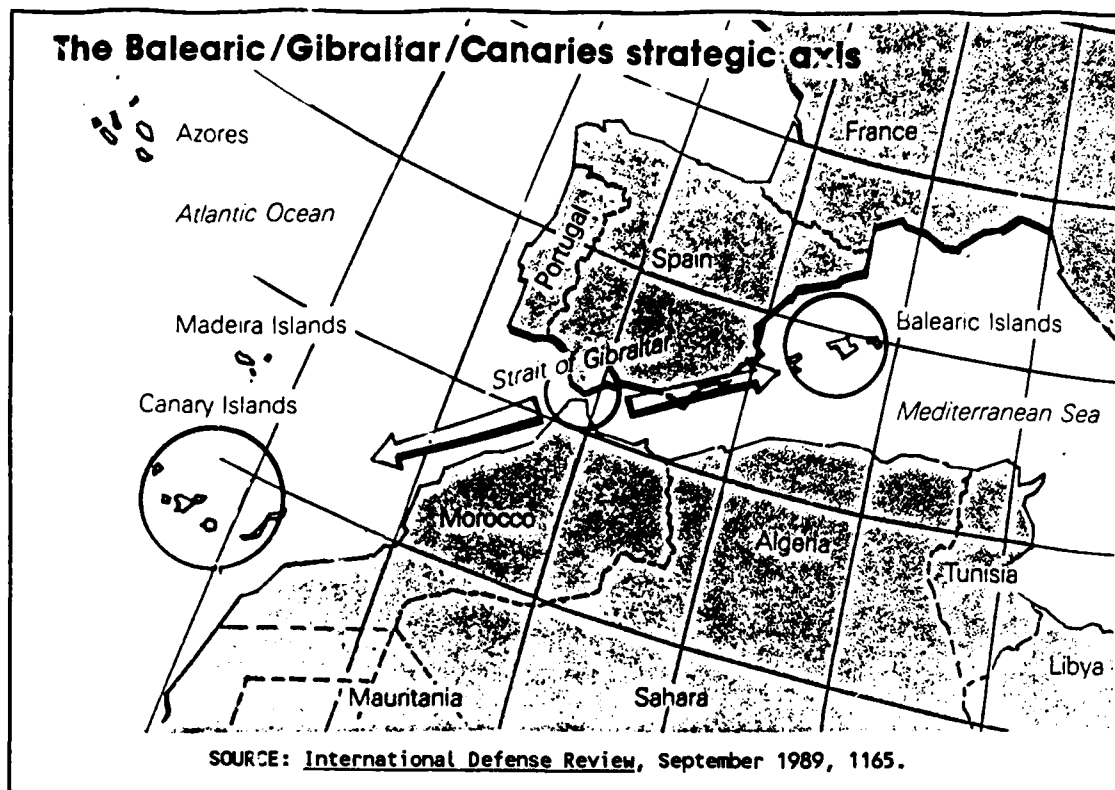 The Balearic/Gibraltar/Canaries strategic axis
France
Azores
Atlantic Ocean
Portugal
Spain
Madeira Islands
Balearic Islands
Strait of Gibraltar
Canary Islands
Mediterranean Sea
Morocco
Algeria
Tunisia
Libya
Mauritania
Sahara
SOURCE: International Defense Review, September 1989, 1165.